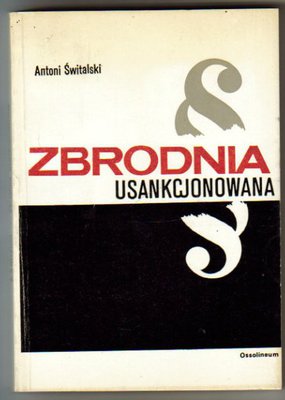 Antoni Świtalski
ZBRODNIA
USANKCJONOWANA
Ossolineum